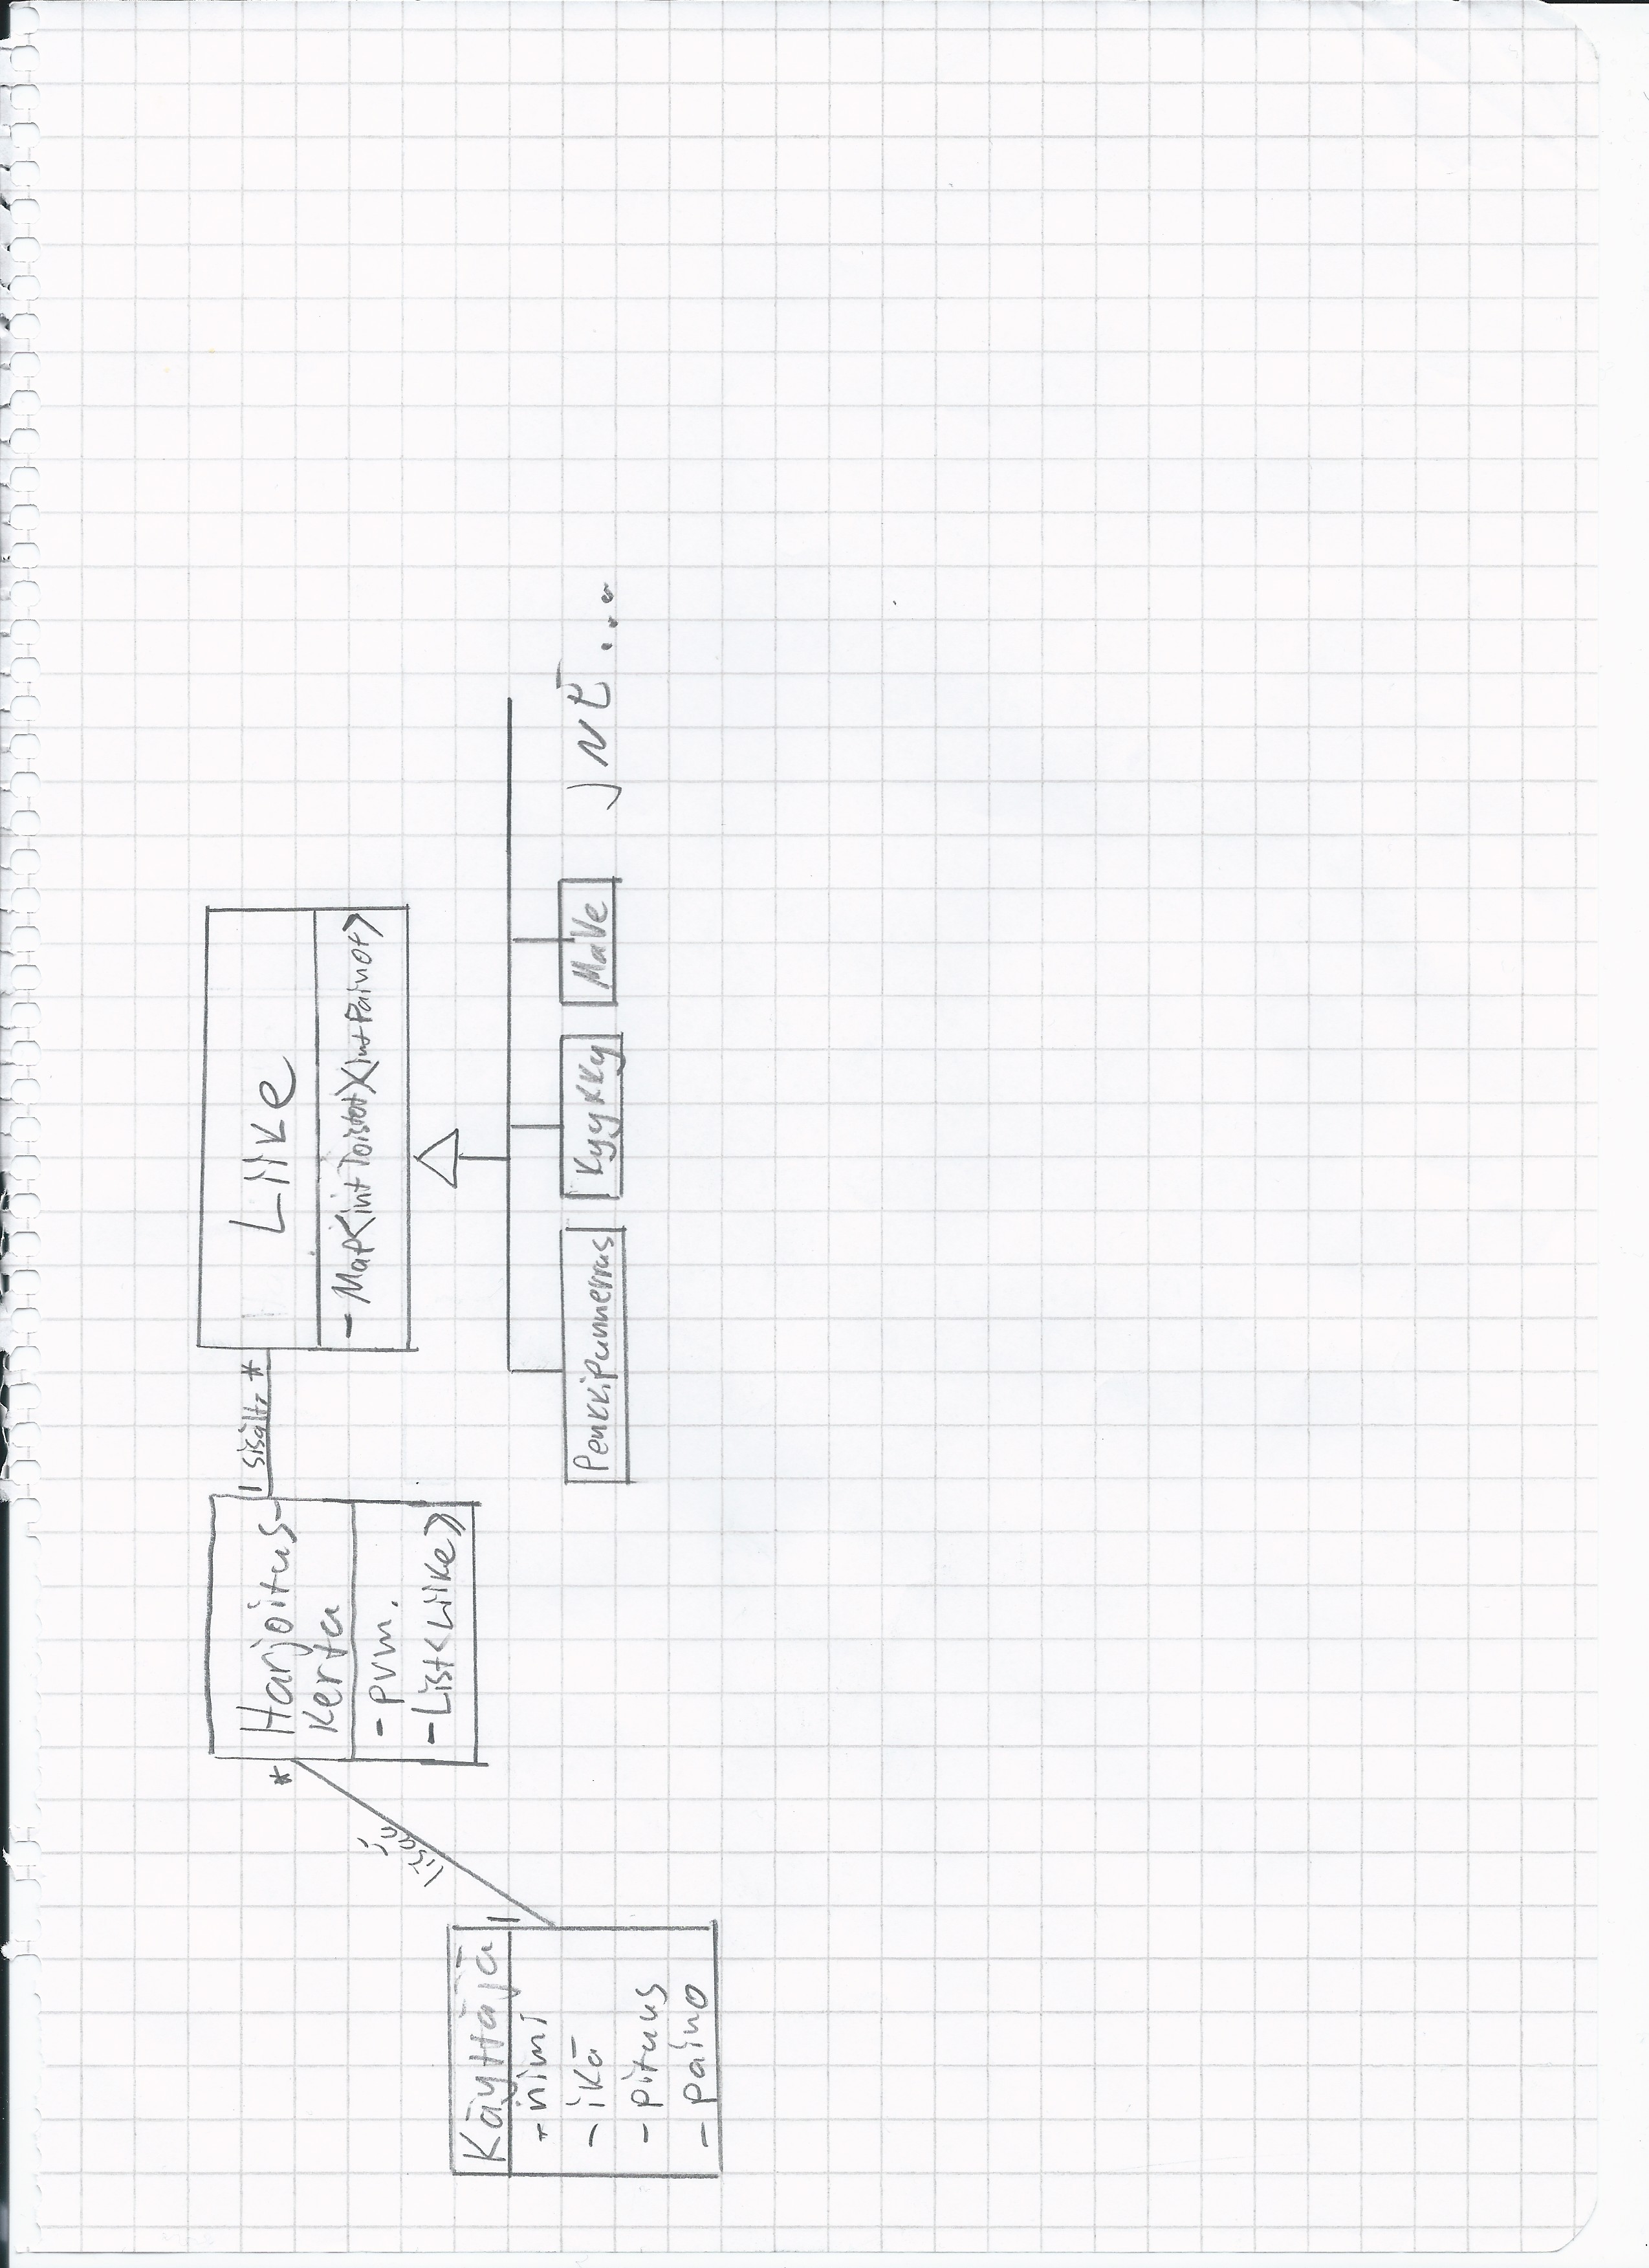 Käyttäjä
- nimi
- ikä
- pituus
- paino
1
lisää
*
Harjoitus-
kerta
- pvm.
- List<Liike>>
1 sisältää *
Liike
- Map<int Toistot><int Painot>>
Penkkipunnerrus
Kyykky
MaVe
JNE...